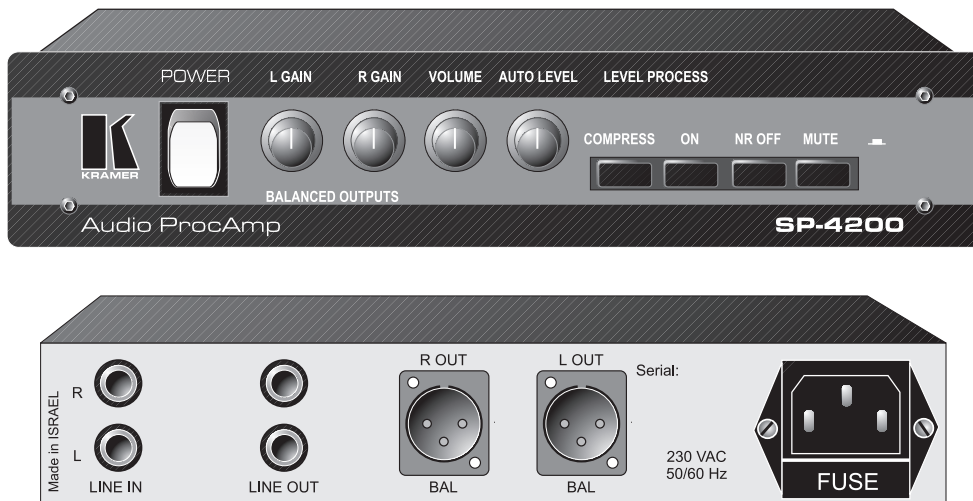 POWER L GAIN R GAIN VOLUME AUTO LEVEL LEVEL PROCESS
COMPRESS ON NR OFF MUTE
K
KRAMER
BALANCED OUTPUTS
Audio ProcAmp SP-4200
R OUT L OUT
Serial:
R
Made in ISRAEL
L
230 VAC
50/60 Hz
LINE IN LINE OUT BAL BAL FUSE